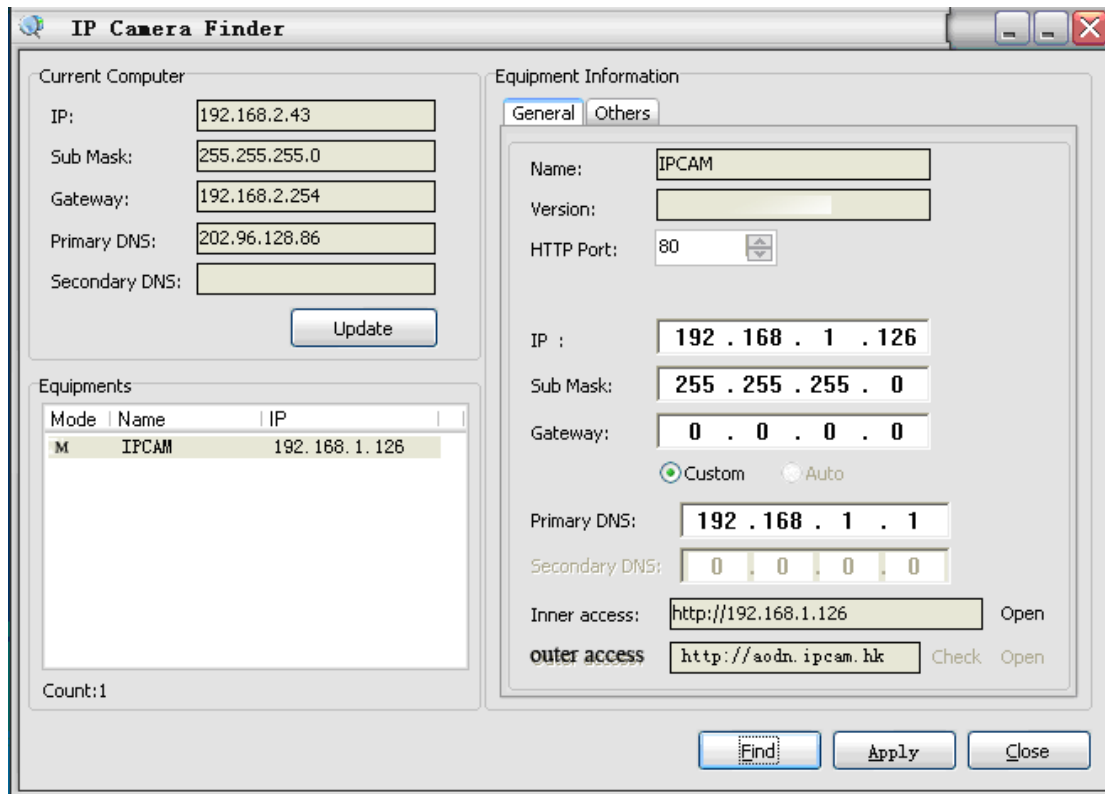 IP Camera Finder
Current Computer
IP: 192.168.2.43
Sub Mask: 255.255.255.0
Gateway: 192.168.2.254
Primary DNS: 202.96.128.86
Secondary DNS:
Update
Equipments
Mode Name IP
M IPCAM 192.168.1.126
Count:1
Equipment Information
General Others
Name: IPCAM
Version:
HTTP Port: 80
IP : 192 . 168 . 1 . 126
Sub Mask: 255 . 255 . 255 . 0
Gateway: 0 . 0 . 0 . 0
Custom Auto
Primary DNS: 192 . 168 . 1 . 1
Secondary DNS: 0 . 0 . 0 . 0
Inner access: http://192.168.1.126 Open
outer access http://aodn.ipcam.hk Check Open
Find Apply Close